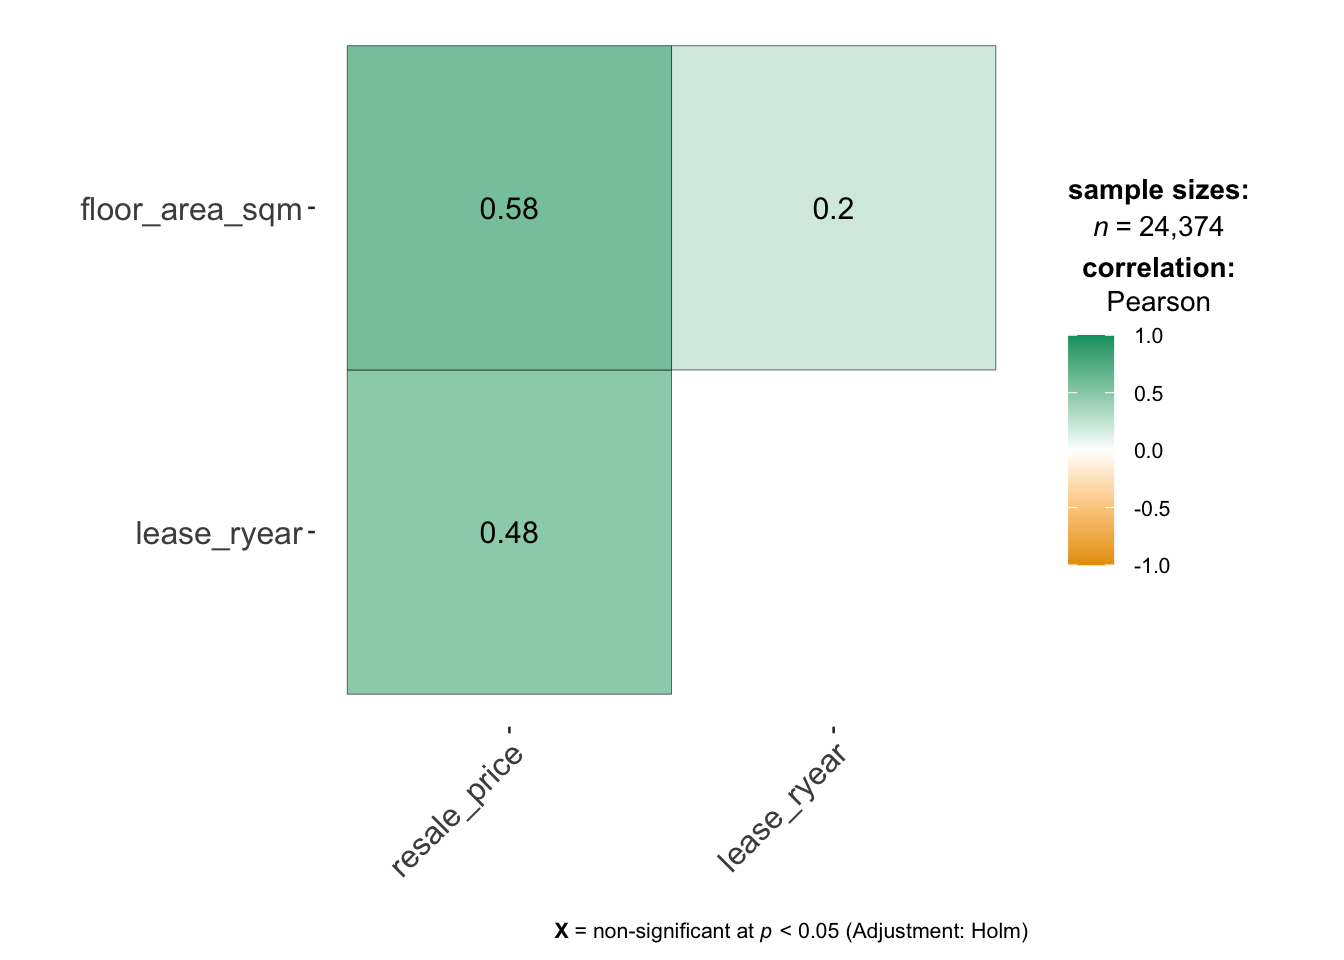 floor_area_sqm
0.58
0.2
lease_ryear
0.48
resale_price
lease_ryear
sample sizes:
n = 24,374
correlation:
Pearson
1.0
0.5
0.0
-0.5
-1.0
X = non-significant at p < 0.05 (Adjustment: Holm)